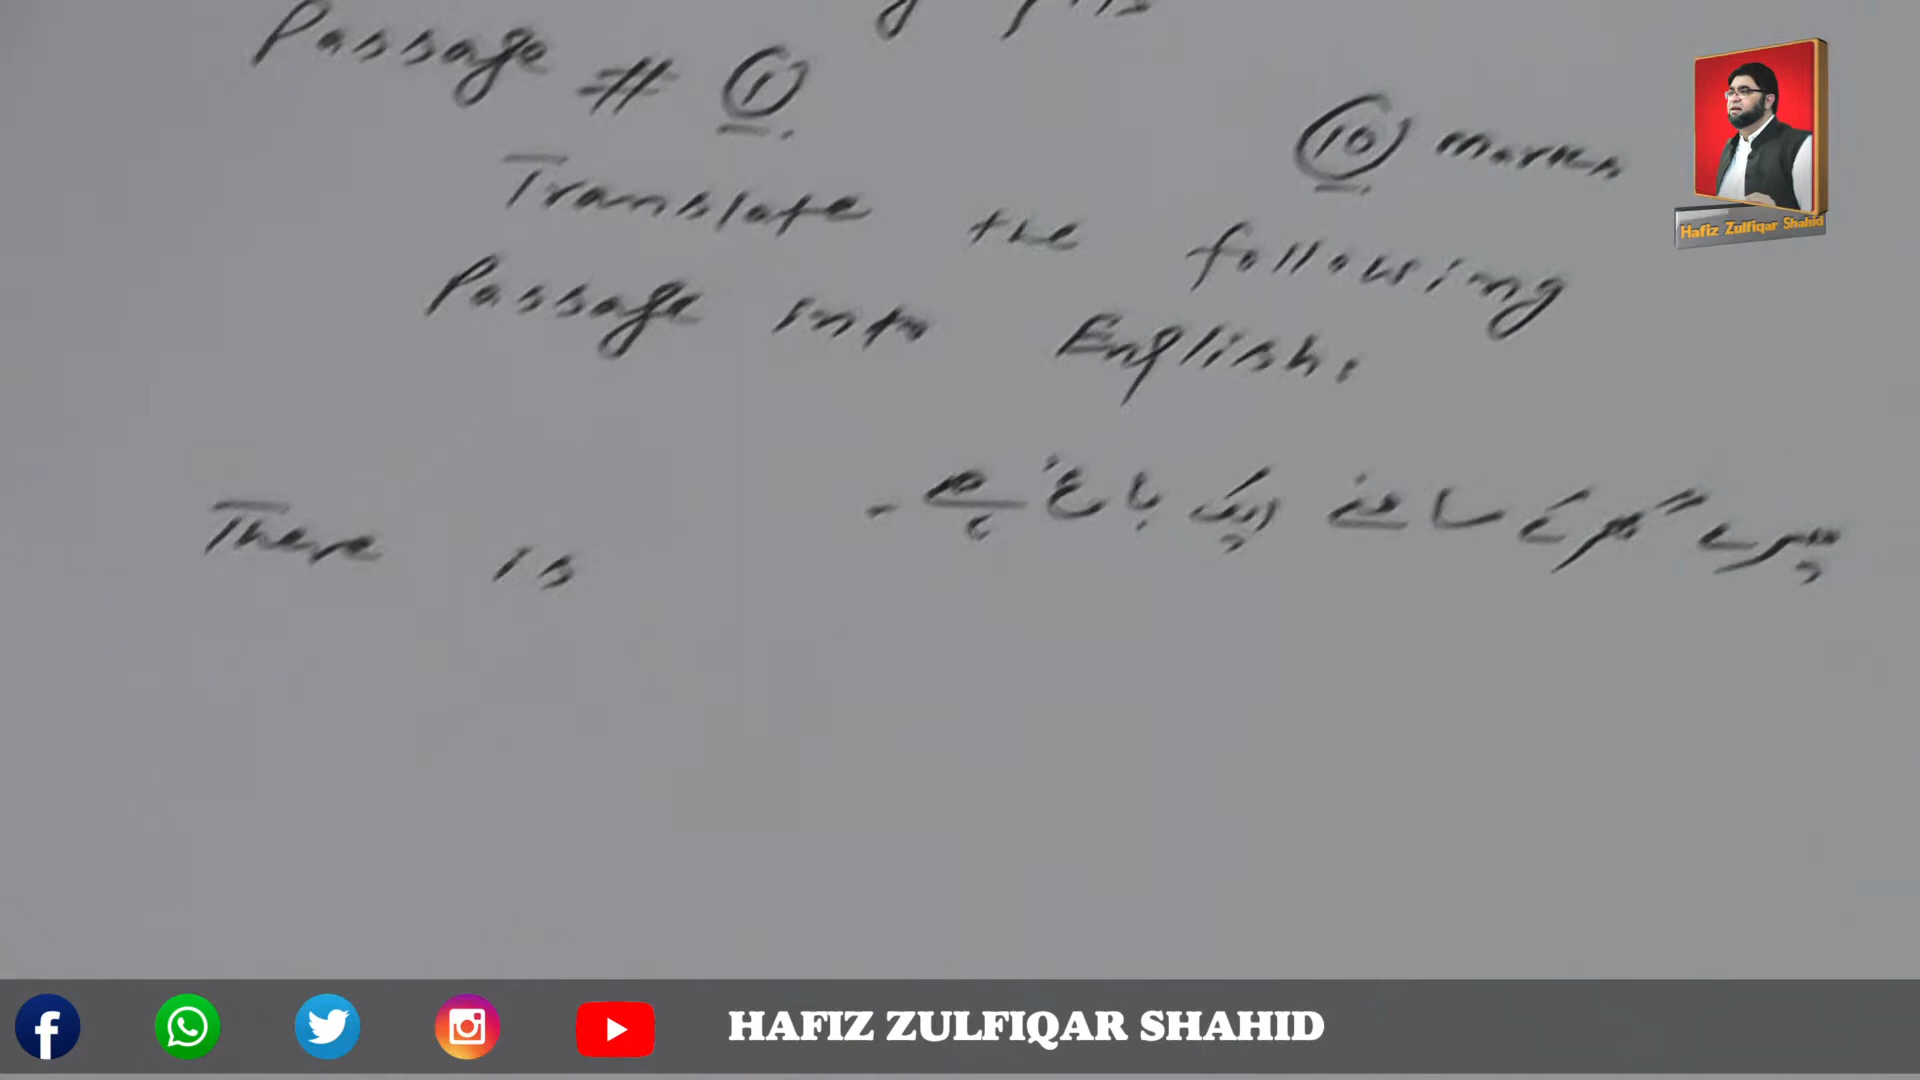 Passage # 1
10 Marks
Hafiz Zulfiqar Shahid
Translate the following
Passage into English.
میرے گھر کے سامنے ایک باغ ہے ۔
There is
HAFIZ ZULFIQAR SHAHID